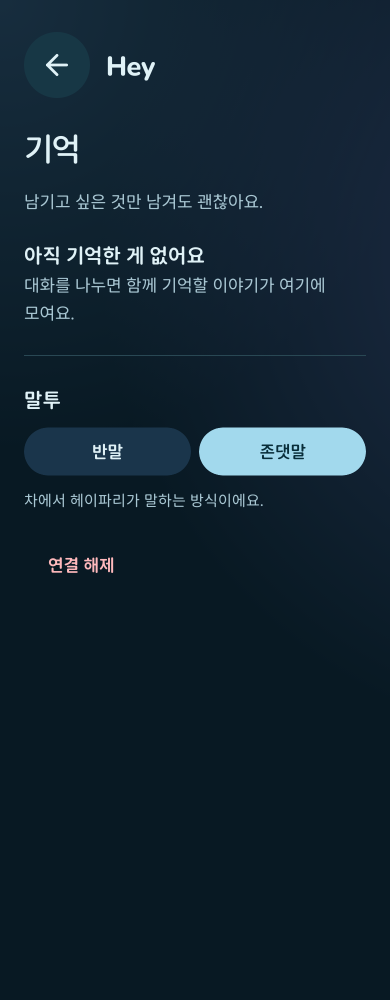 Hey
기억
남기고 싶은 것만 남겨도 괜찮아요.
아직 기억한 게 없어요
대화를 나누면 함께 기억할 이야기가 여기에
모여요.
말투
반말
존댓말
차에서 헤이파리가 말하는 방식이에요.
연결 해제